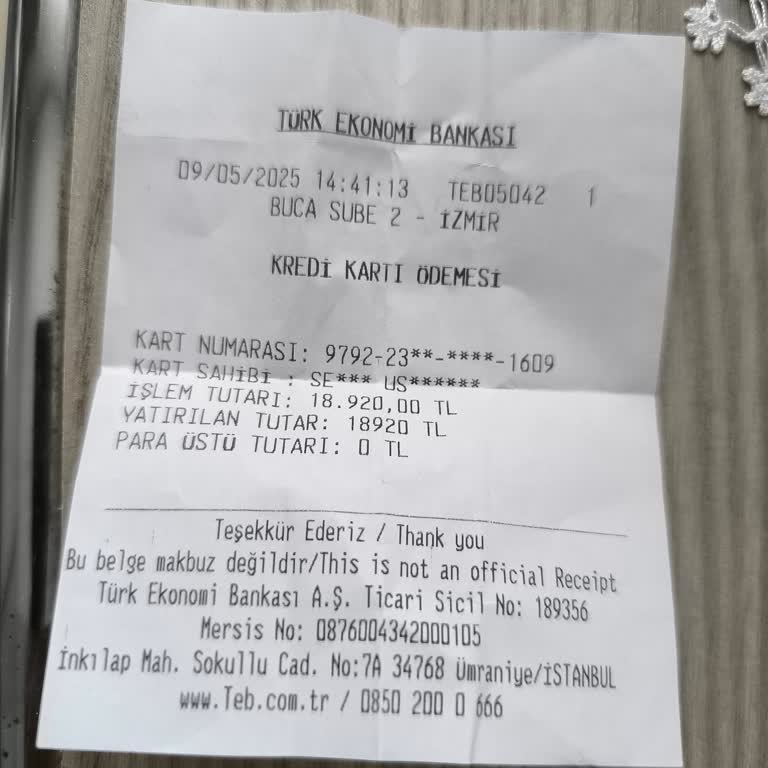 TÜRK EKONOMİ BANKASI
09/05/2025 14:41:13 TEB05042 1
BUCA SUBE 2 - İZMİR
KREDİ KARTI ÖDEMESİ
KART NUMARASI: 9792-23**-****-1609
KART SAHİBİ : SE*** US******
İŞLEM TUTARI: 18.920,00 TL
YATIRILAN TUTAR: 18920 TL
PARA ÜSTÜ TUTARI: 0 TL
Teşekkür Ederiz / Thank you
Bu belge makbuz değildir/This is not an official Receipt
Türk Ekonomi Bankası A.Ş. Ticari Sicil No: 189356
Mersis No: 0876004342000105
İnkılap Mah. Sokullu Cad. No:7A 34768 Ümraniye/İSTANBUL
www.Teb.com.tr / 0850 200 0 666